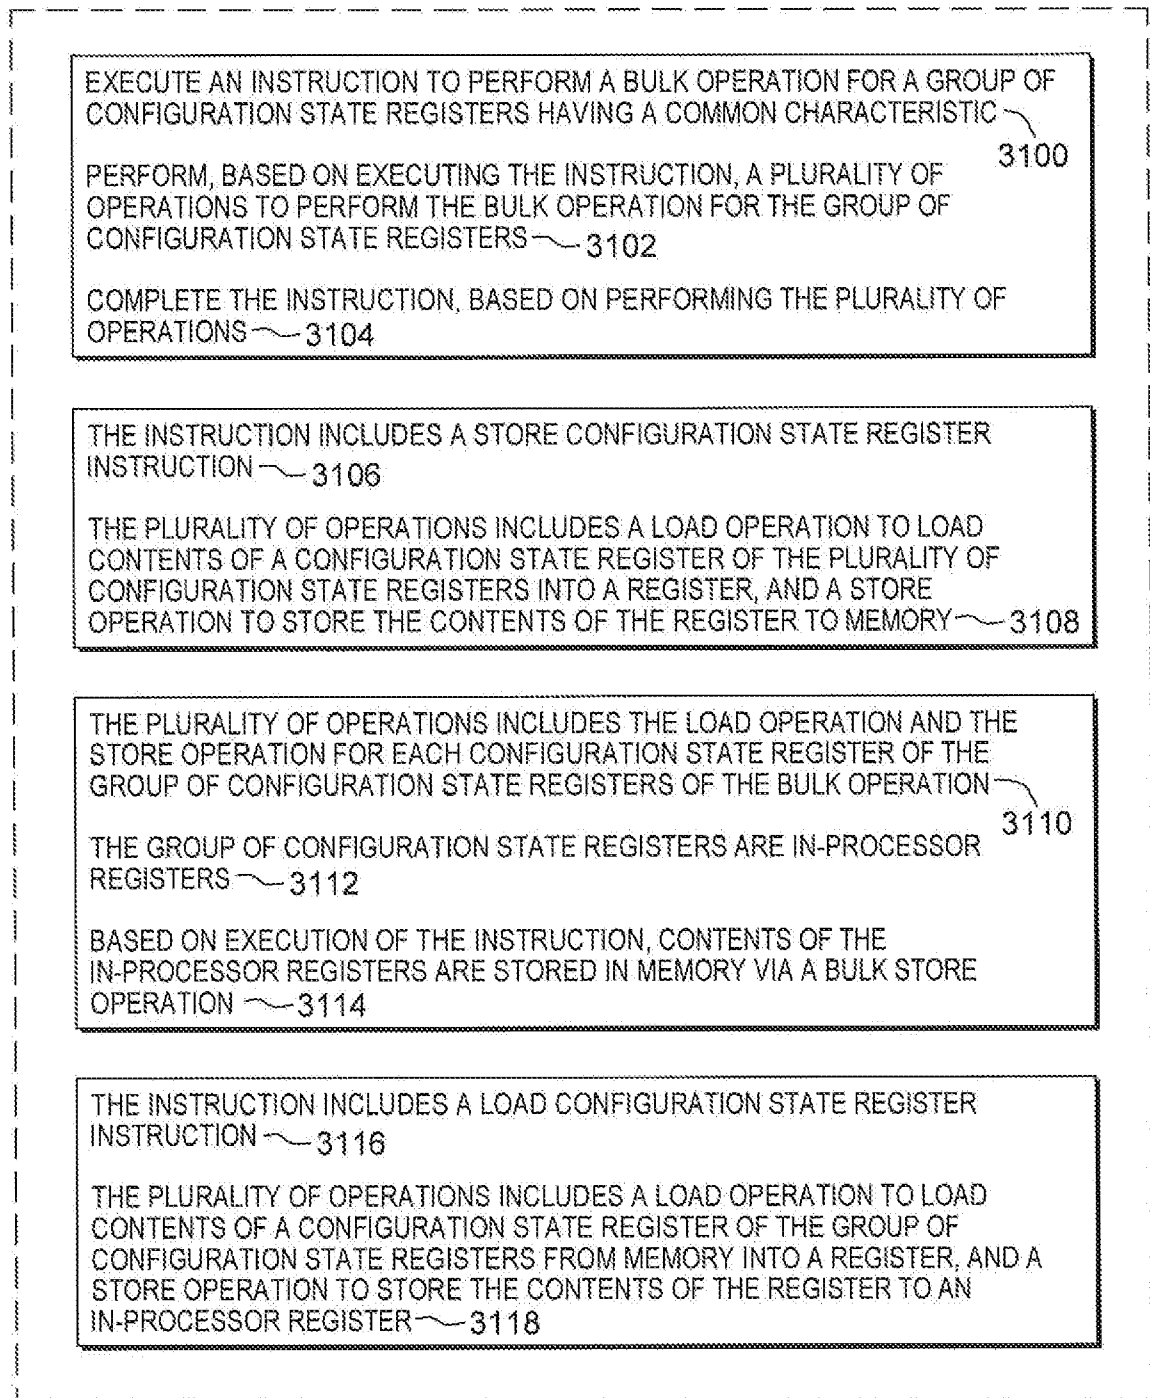 EXECUTE AN INSTRUCTION TO PERFORM A BULK OPERATION FOR A GROUP OF
CONFIGURATION STATE REGISTERS HAVING A COMMON CHARACTERISTIC
3100
PERFORM, BASED ON EXECUTING THE INSTRUCTION, A PLURALITY OF
OPERATIONS TO PERFORM THE BULK OPERATION FOR THE GROUP OF
CONFIGURATION STATE REGISTERS 3102
COMPLETE THE INSTRUCTION, BASED ON PERFORMING THE PLURALITY OF
OPERATIONS 3104
THE INSTRUCTION INCLUDES A STORE CONFIGURATION STATE REGISTER
INSTRUCTION 3106
THE PLURALITY OF OPERATIONS INCLUDES A LOAD OPERATION TO LOAD
CONTENTS OF A CONFIGURATION STATE REGISTER OF THE PLURALITY OF
CONFIGURATION STATE REGISTERS INTO A REGISTER, AND A STORE
OPERATION TO STORE THE CONTENTS OF THE REGISTER TO MEMORY 3108
THE PLURALITY OF OPERATIONS INCLUDES THE LOAD OPERATION AND THE
STORE OPERATION FOR EACH CONFIGURATION STATE REGISTER OF THE
GROUP OF CONFIGURATION STATE REGISTERS OF THE BULK OPERATION
3110
THE GROUP OF CONFIGURATION STATE REGISTERS ARE IN-PROCESSOR
REGISTERS 3112
BASED ON EXECUTION OF THE INSTRUCTION, CONTENTS OF THE
IN-PROCESSOR REGISTERS ARE STORED IN MEMORY VIA A BULK STORE
OPERATION 3114
THE INSTRUCTION INCLUDES A LOAD CONFIGURATION STATE REGISTER
INSTRUCTION 3116
THE PLURALITY OF OPERATIONS INCLUDES A LOAD OPERATION TO LOAD
CONTENTS OF A CONFIGURATION STATE REGISTER OF THE GROUP OF
CONFIGURATION STATE REGISTERS FROM MEMORY INTO A REGISTER, AND A
STORE OPERATION TO STORE THE CONTENTS OF THE REGISTER TO AN
IN-PROCESSOR REGISTER 3118